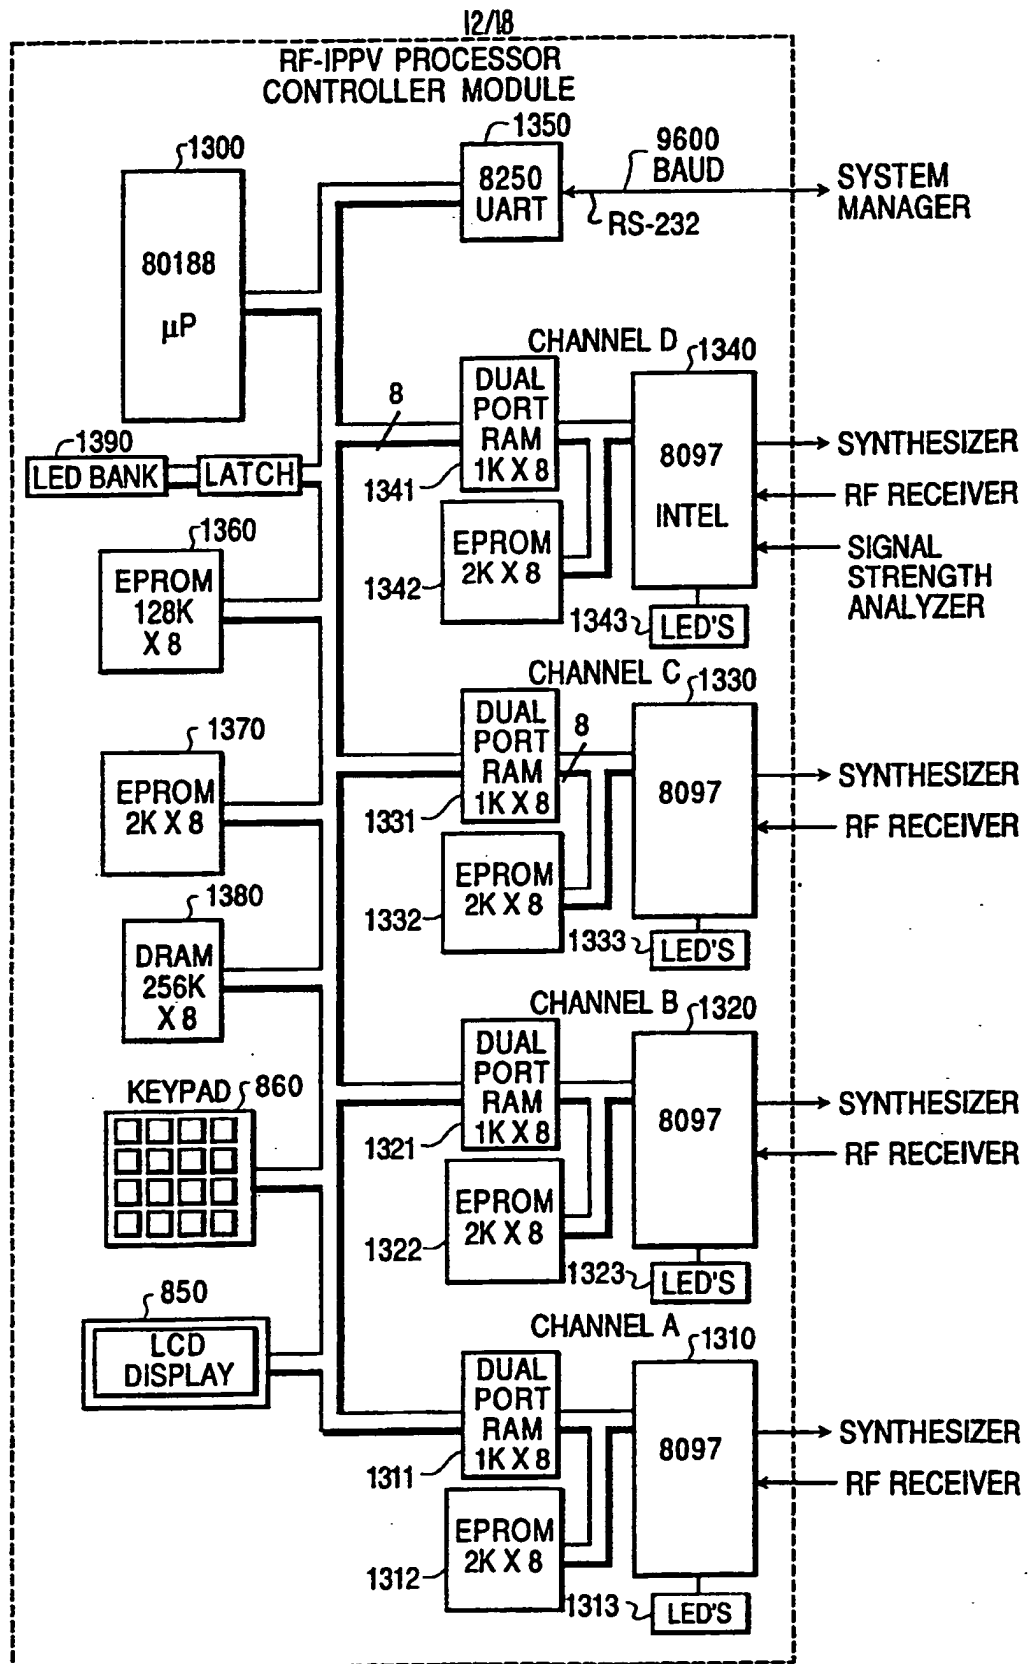 12/18
RF-IPPV PROCESSOR
CONTROLLER MODULE
1300
80188
µP
1350
8250
UART
9600
BAUD
RS-232
SYSTEM
MANAGER
1390
LED BANK
LATCH
1360
EPROM
128K
X 8
1370
EPROM
2K X 8
1380
DRAM
256K
X 8
KEYPAD
860
850
LCD
DISPLAY
CHANNEL D
8
DUAL
PORT
RAM
1K X 8
1341
EPROM
2K X 8
1342
1340
8097
INTEL
1343
LED'S
SYNTHESIZER
RF RECEIVER
SIGNAL
STRENGTH
ANALYZER
CHANNEL C
8
DUAL
PORT
RAM
1K X 8
1331
EPROM
2K X 8
1332
1330
8097
1333
LED'S
SYNTHESIZER
RF RECEIVER
CHANNEL B
DUAL
PORT
RAM
1K X 8
1321
EPROM
2K X 8
1322
1320
8097
1323
LED'S
SYNTHESIZER
RF RECEIVER
CHANNEL A
DUAL
PORT
RAM
1K X 8
1311
EPROM
2K X 8
1312
1310
8097
1313
LED'S
SYNTHESIZER
RF RECEIVER